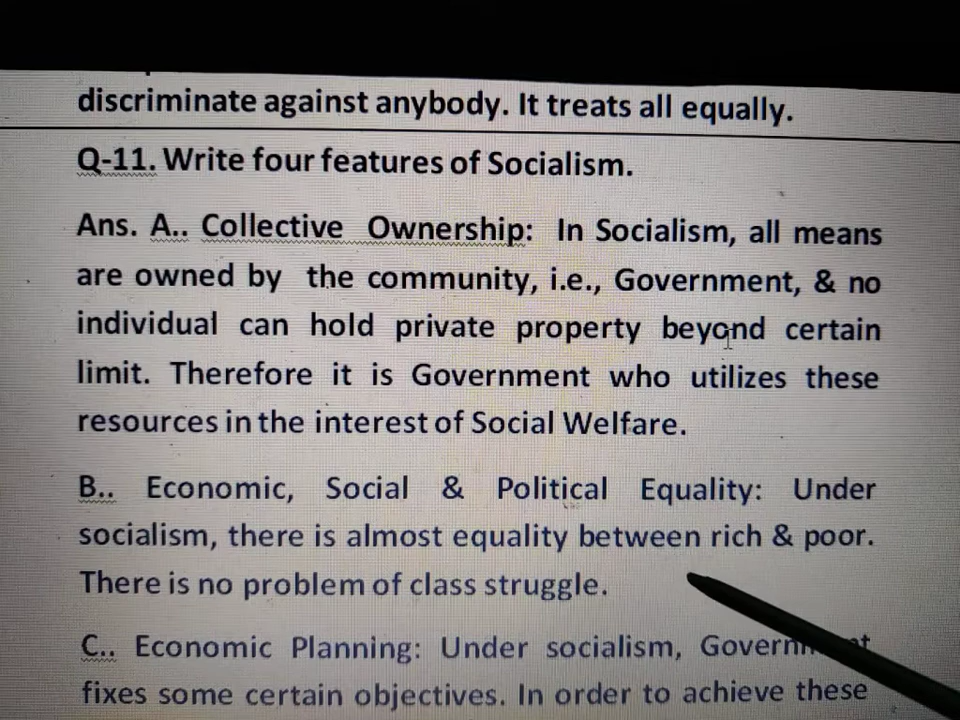 discriminate against anybody. It treats all equally.
Q-11. Write four features of Socialism.
Ans. A.. Collective Ownership: In Socialism, all means
are owned by the community, i.e., Government, & no
individual can hold private property beyond certain
limit. Therefore it is Government who utilizes these
resources in the interest of Social Welfare.
B.. Economic, Social & Political Equality: Under
socialism, there is almost equality between rich & poor.
There is no problem of class struggle.
C.. Economic Planning: Under socialism, Government
fixes some certain objectives. In order to achieve these